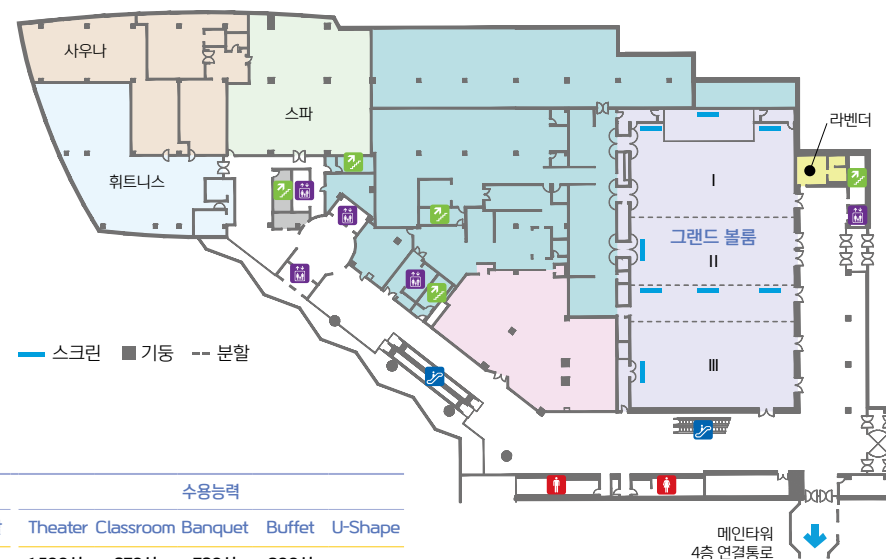 사우나
스파
휘트니스
라벤더
I
그랜드 볼룸
II
III
스크린 기둥 분할
수용능력
Theater Classroom Banquet Buffet U-Shape
메인타워
4층 연결통로